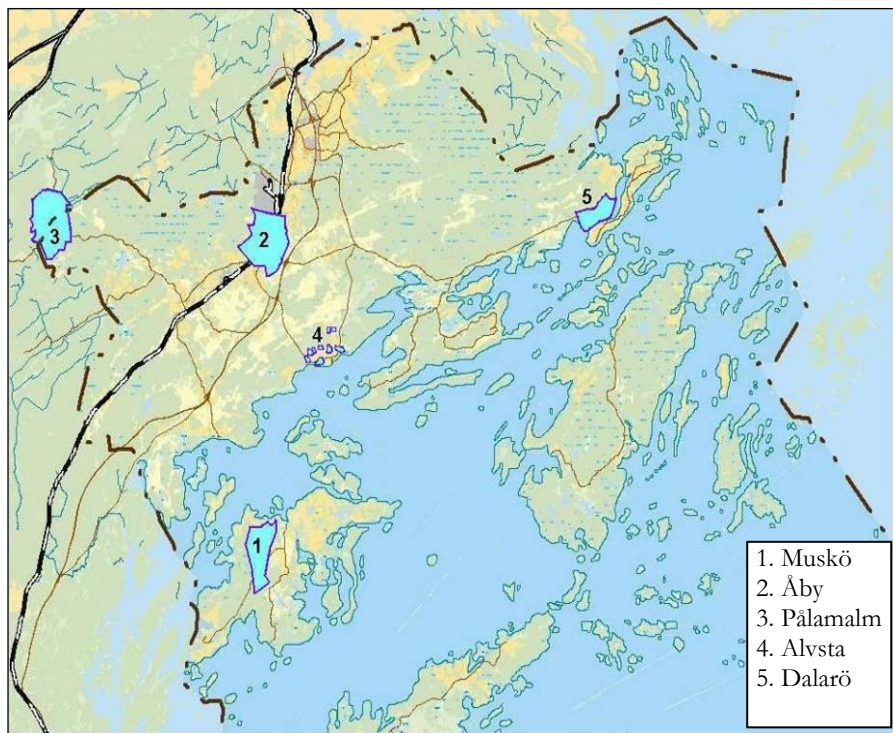 5
3
2
4
1
1. Muskö
2. Åby
3. Pålamalm
4. Alvsta
5. Dalarö